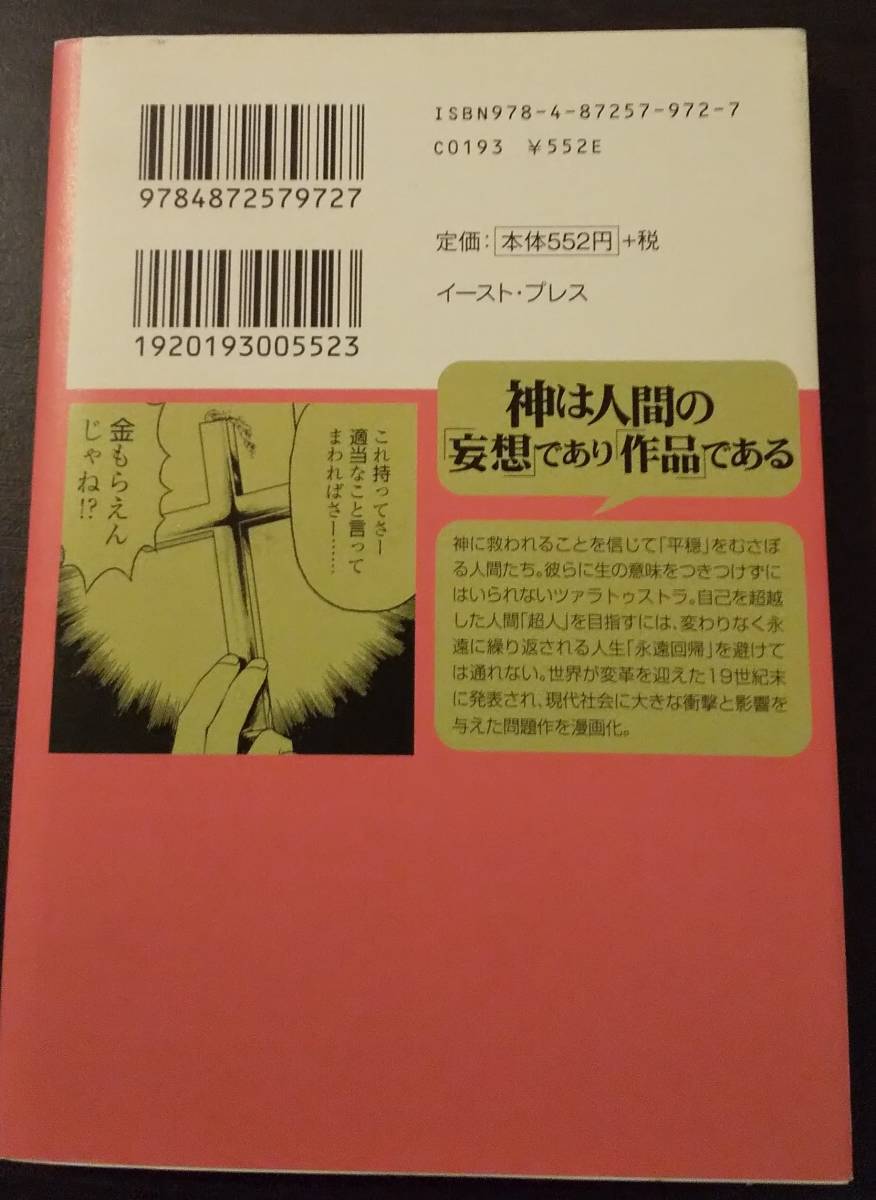 ISBN978-4-87257-972-7
C0193 ¥552E
9784872579727
定価：本体552円+税
イースト・プレス
1920193005523
神は人間の
「妄想」であり「作品」である
これ持ってさー
適当なこと言って
まわればさー……
金もらえん
じゃね!?
神に救われることを信じて「平穏」をむさぼ
る人間たち。彼らに生の意味をつきつけずに
はいられないツァラトゥストラ。自己を超越
した人間「超人」を目指すには、変わりなく永
遠に繰り返される人生「永遠回帰」を避けて
は通れない。世界が変革を迎えた19世紀末
に発表され、現代社会に大きな衝撃と影響を
与えた問題作を漫画化。